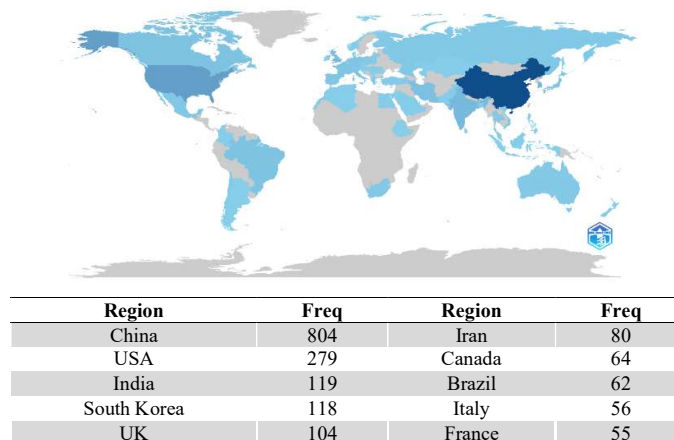 Region Freq Region Freq
China 804 Iran 80
USA 279 Canada 64
India 119 Brazil 62
South Korea 118 Italy 56
UK 104 France 55